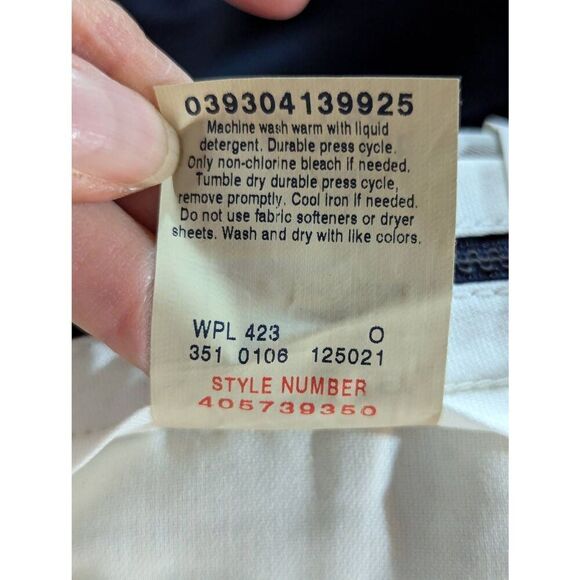 039304139925
Machine wash warm with liquid
detergent. Durable press cycle.
Only non-chlorine bleach if needed.
Tumble dry durable press cycle,
remove promptly. Cool iron if needed.
Do not use fabric softeners or dryer
sheets. Wash and dry with like colors.
WPL 423 O
351 0106 125021
STYLE NUMBER
405739350